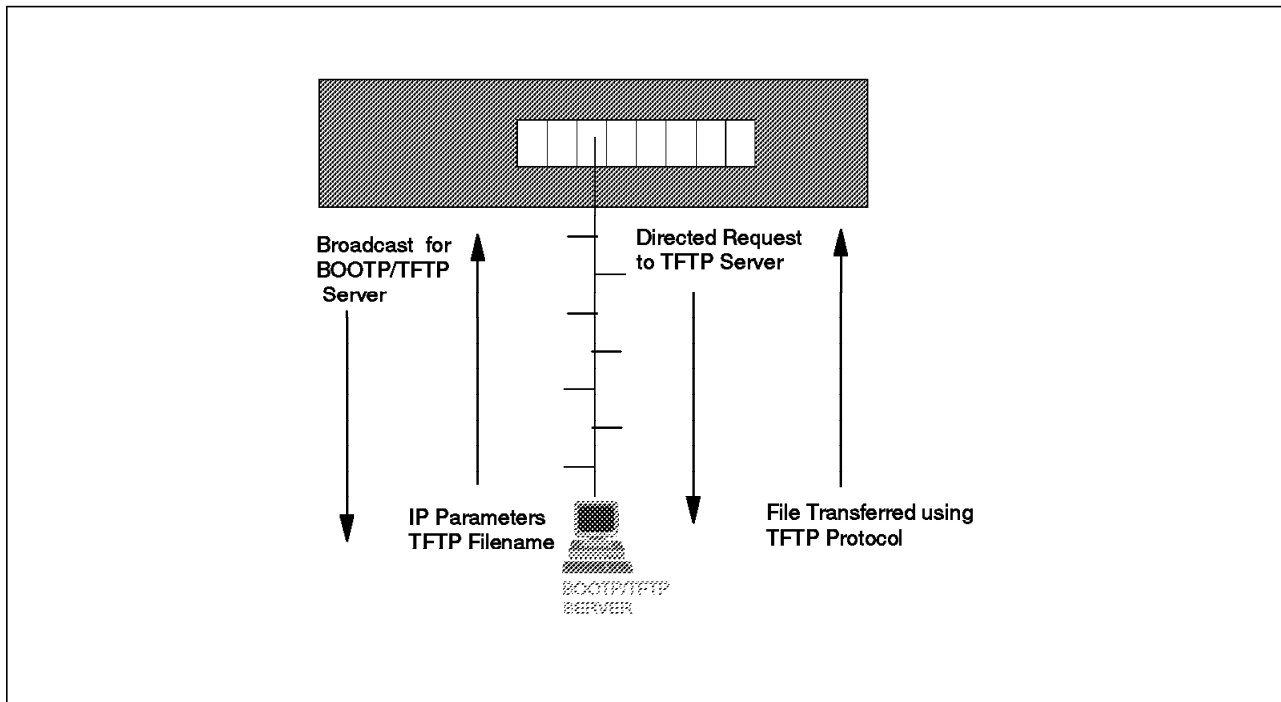 Broadcast for
BOOTP/TFTP
Server
Directed Request
to TFTP Server
IP Parameters
TFTP Filename
File Transferred using
TFTP Protocol
BOOTP/TFTP
SERVER